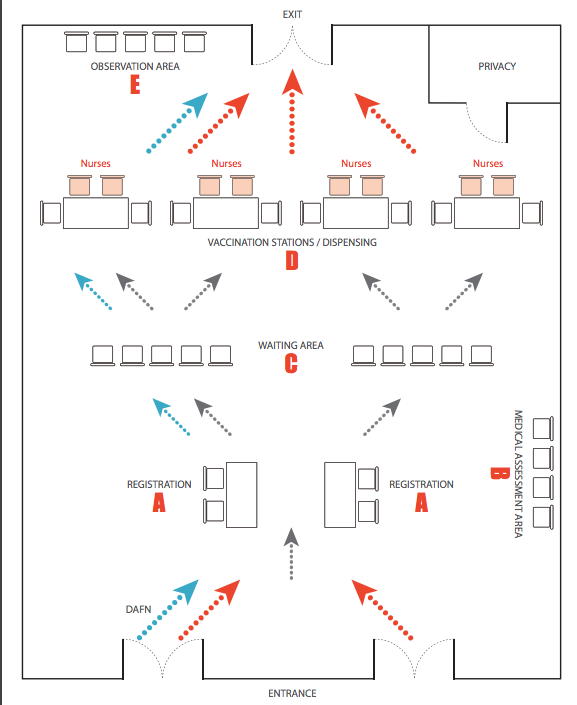 EXIT
OBSERVATION AREA
E
PRIVACY
Nurses
Nurses
Nurses
Nurses
VACCINATION STATIONS / DISPENSING
D
WAITING AREA
C
MEDICAL ASSESSMENT AREA
B
REGISTRATION
A
REGISTRATION
A
DAFN
ENTRANCE